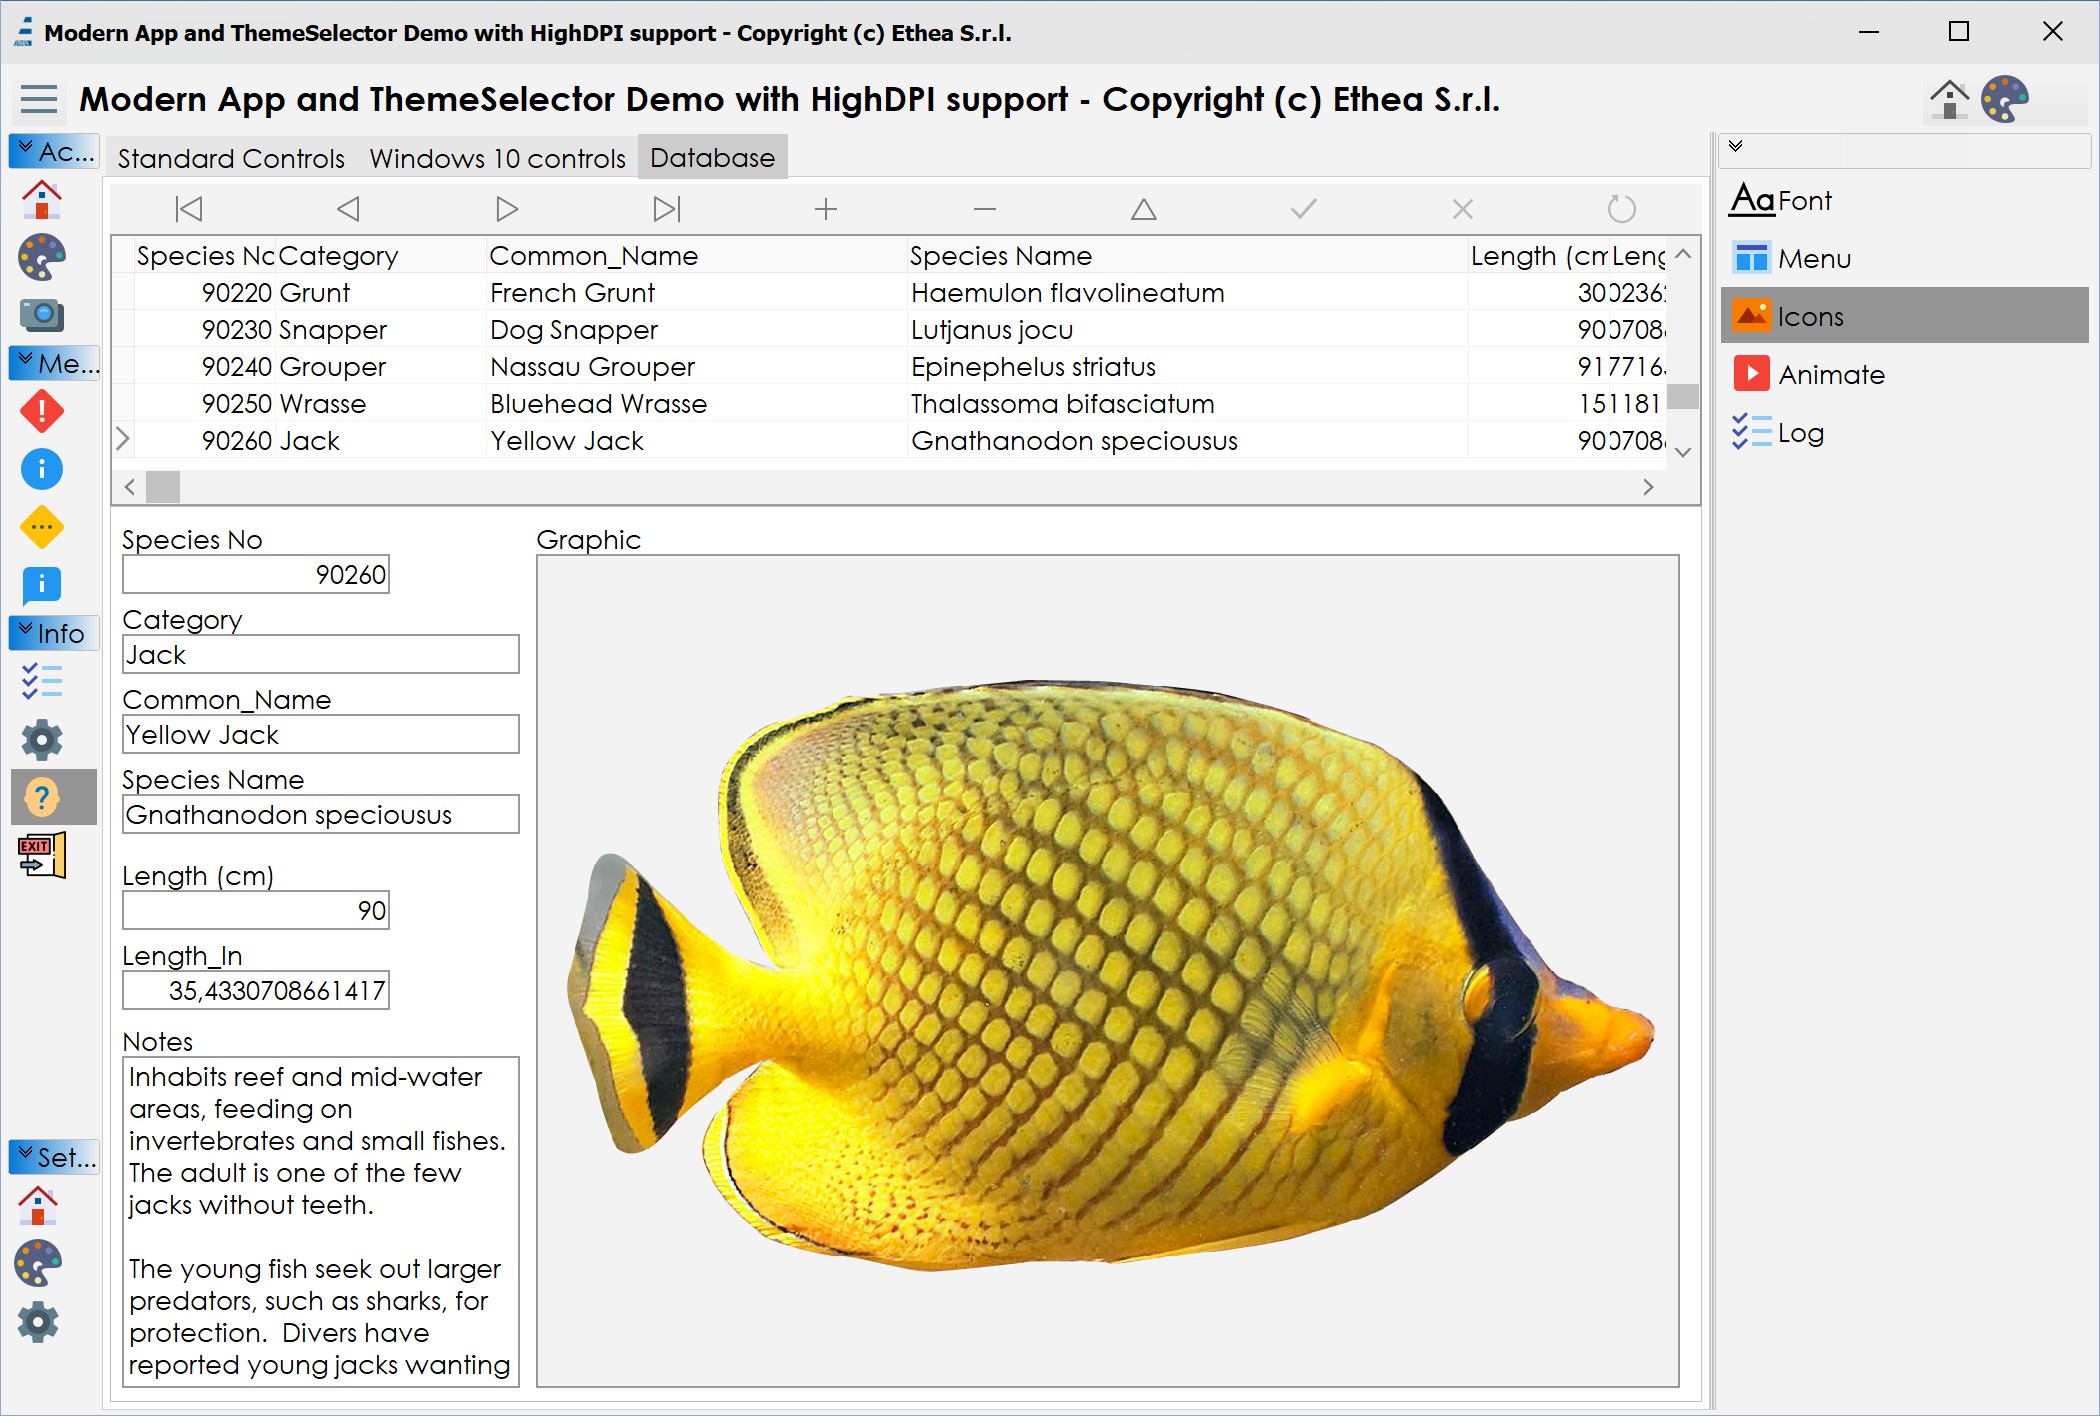 Modern App and ThemeSelector Demo with HighDPI support - Copyright (c) Ethea S.r.l.
Modern App and ThemeSelector Demo with HighDPI support - Copyright (c) Ethea S.r.l.
Ac...
Me...
Info
EXIT
Set...
Standard Controls Windows 10 controls Database
Species No Category Common_Name Species Name Length (cm Leng
90220 Grunt French Grunt Haemulon flavolineatum 30 02362
90230 Snapper Dog Snapper Lutjanus jocu 90 0708
90240 Grouper Nassau Grouper Epinephelus striatus 91 77165
90250 Wrasse Bluehead Wrasse Thalassoma bifasciatum 15 1181
90260 Jack Yellow Jack Gnathanodon speciousus 90 0708
Species No
90260
Category
Jack
Common_Name
Yellow Jack
Species Name
Gnathanodon speciousus
Length (cm)
90
Length_In
35,4330708661417
Notes
Inhabits reef and mid-water
areas, feeding on
invertebrates and small fishes.
The adult is one of the few
jacks without teeth.
The young fish seek out larger
predators, such as sharks, for
protection.  Divers have
reported young jacks wanting
Graphic
Aa Font
Menu
Icons
Animate
Log